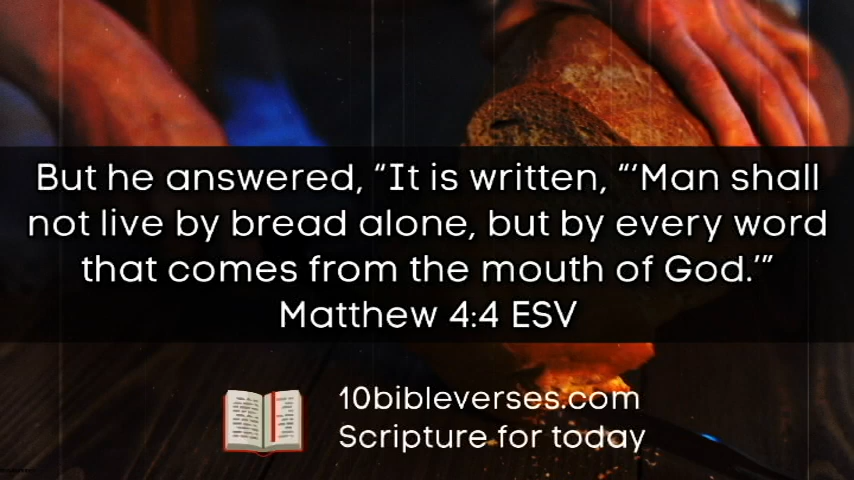 But he answered, “It is written, “‘Man shall
not live by bread alone, but by every word
that comes from the mouth of God.’”
Matthew 4:4 ESV
10bibleverses.com
Scripture for today